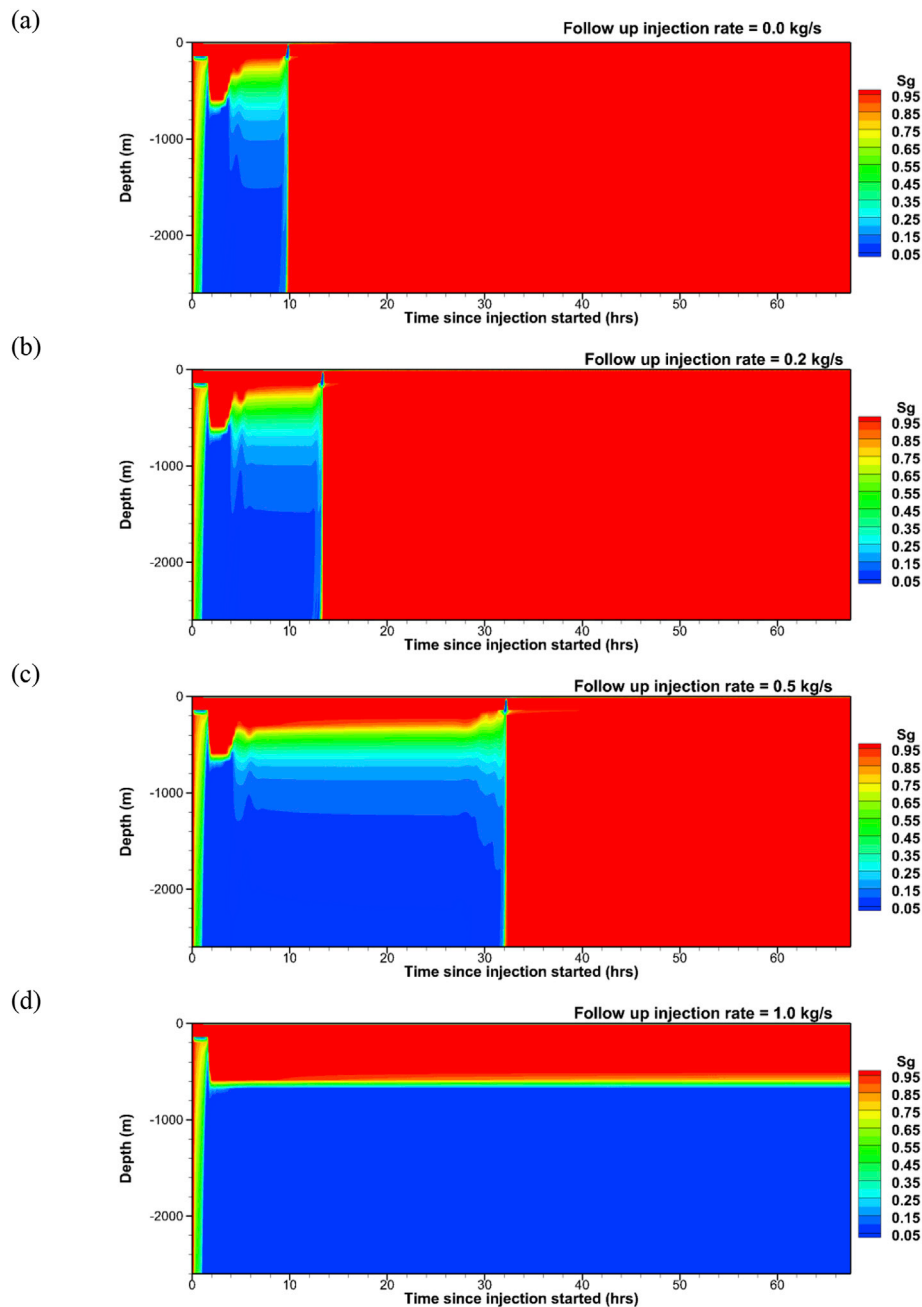 (a)
Follow up injection rate = 0.0 kg/s
0
-1000
-2000
Depth (m)
0 10 20 30 40 50 60
Time since injection started (hrs)
Sg
0.95
0.85
0.75
0.65
0.55
0.45
0.35
0.25
0.15
0.05
(b)
Follow up injection rate = 0.2 kg/s
0
-1000
-2000
Depth (m)
0 10 20 30 40 50 60
Time since injection started (hrs)
Sg
0.95
0.85
0.75
0.65
0.55
0.45
0.35
0.25
0.15
0.05
(c)
Follow up injection rate = 0.5 kg/s
0
-1000
-2000
Depth (m)
0 10 20 30 40 50 60
Time since injection started (hrs)
Sg
0.95
0.85
0.75
0.65
0.55
0.45
0.35
0.25
0.15
0.05
(d)
Follow up injection rate = 1.0 kg/s
0
-1000
-2000
Depth (m)
0 10 20 30 40 50 60
Time since injection started (hrs)
Sg
0.95
0.85
0.75
0.65
0.55
0.45
0.35
0.25
0.15
0.05